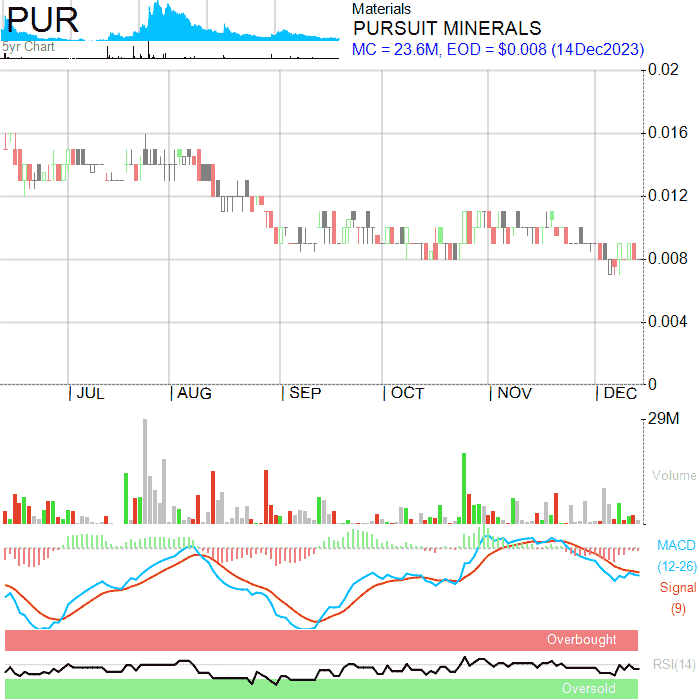 PUR
5yr Chart
Materials
PURSUIT MINERALS
MC = 23.6M, EOD = $0.008 (14Dec2023)
0.02
0.016
0.012
0.008
0.004
0
JUL AUG SEP OCT NOV DEC
29M
Volume
MACD
(12-26)
Signal
(9)
Overbought
RSI(14)
Oversold